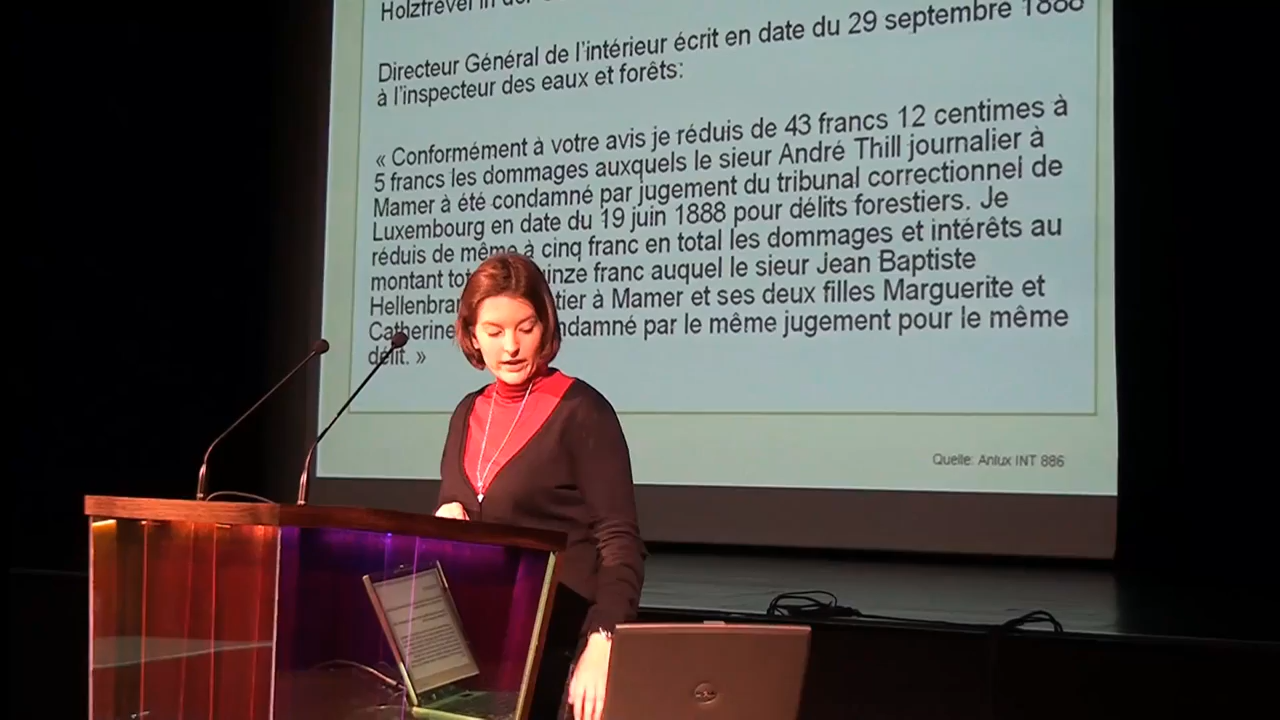 Holzfrevel in der
Directeur Général de l'intérieur écrit en date du 29 septembre 1888
à l'inspecteur des eaux et forêts:
« Conformément à votre avis je réduis de 43 francs 12 centimes à
5 francs les dommages auxquels le sieur André Thill journalier à
Mamer à été condamné par jugement du tribunal correctionnel de
Luxembourg en date du 19 juin 1888 pour délits forestiers. Je
réduis de même à cinq franc en total les dommages et intérêts au
montant inze franc auquel le sieur Jean Baptiste
Hellenbran tier à Mamer et ses deux filles Marguerite et
Catherine ndamné par le même jugement pour le même
délit. »
Quelle: Anlux INT 886
DELL